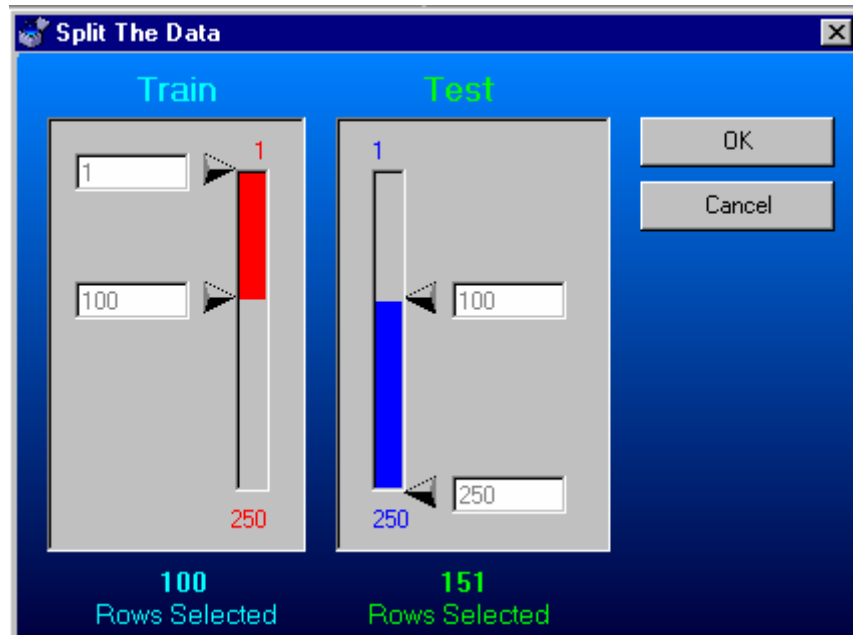 Split The Data
Train
Test
1
1
1
OK
Cancel
100
100
250
250
250
100
Rows Selected
151
Rows Selected